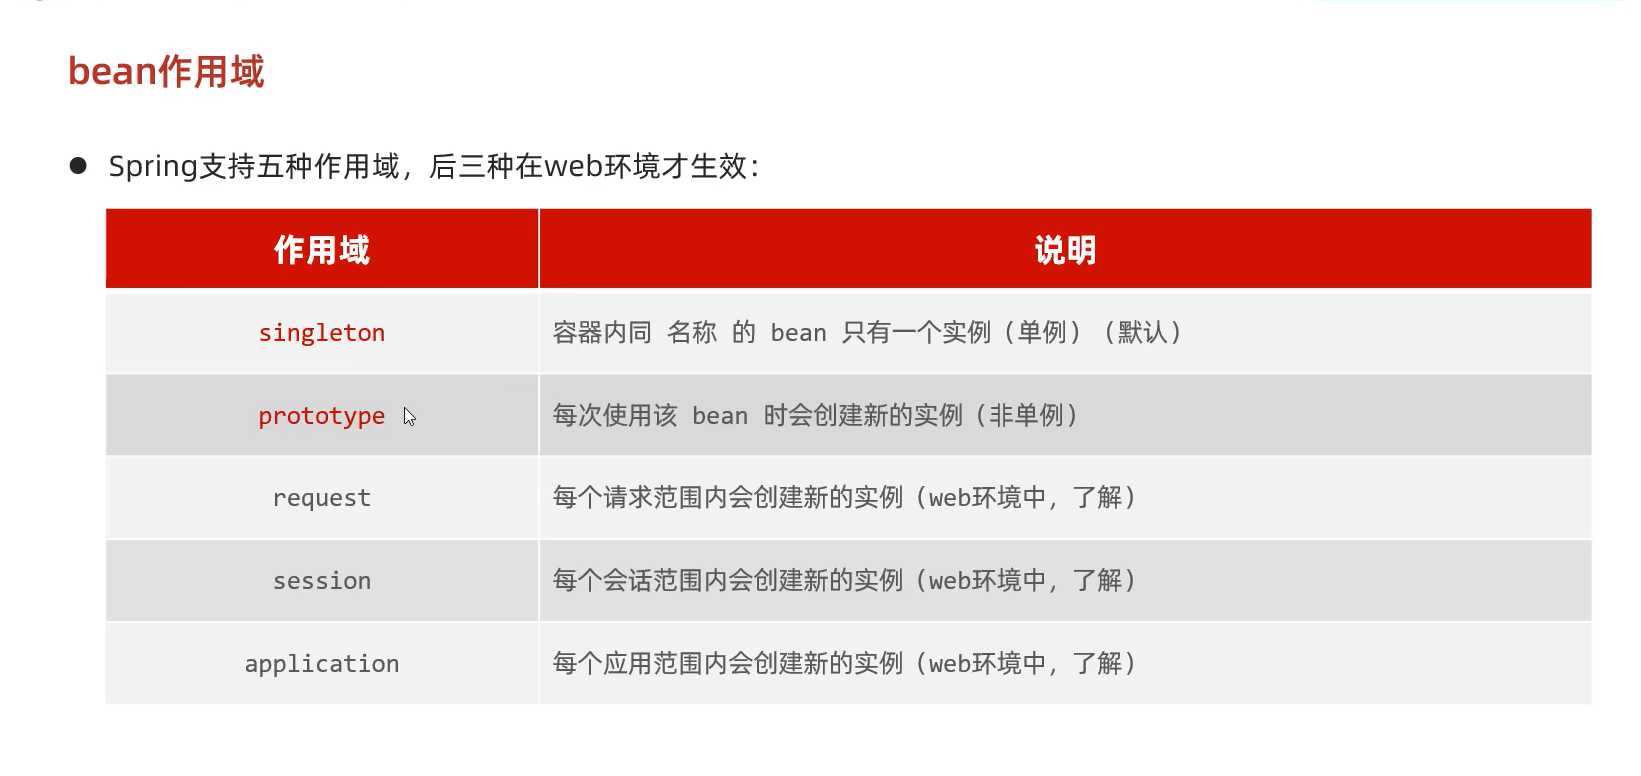 bean作用域
● Spring支持五种作用域，后三种在web环境才生效：
作用域 说明
singleton 容器内同 名称 的 bean 只有一个实例（单例）（默认）
prototype 每次使用该 bean 时会创建新的实例（非单例）
request 每个请求范围内会创建新的实例（web环境中，了解）
session 每个会话范围内会创建新的实例（web环境中，了解）
application 每个应用范围内会创建新的实例（web环境中，了解）